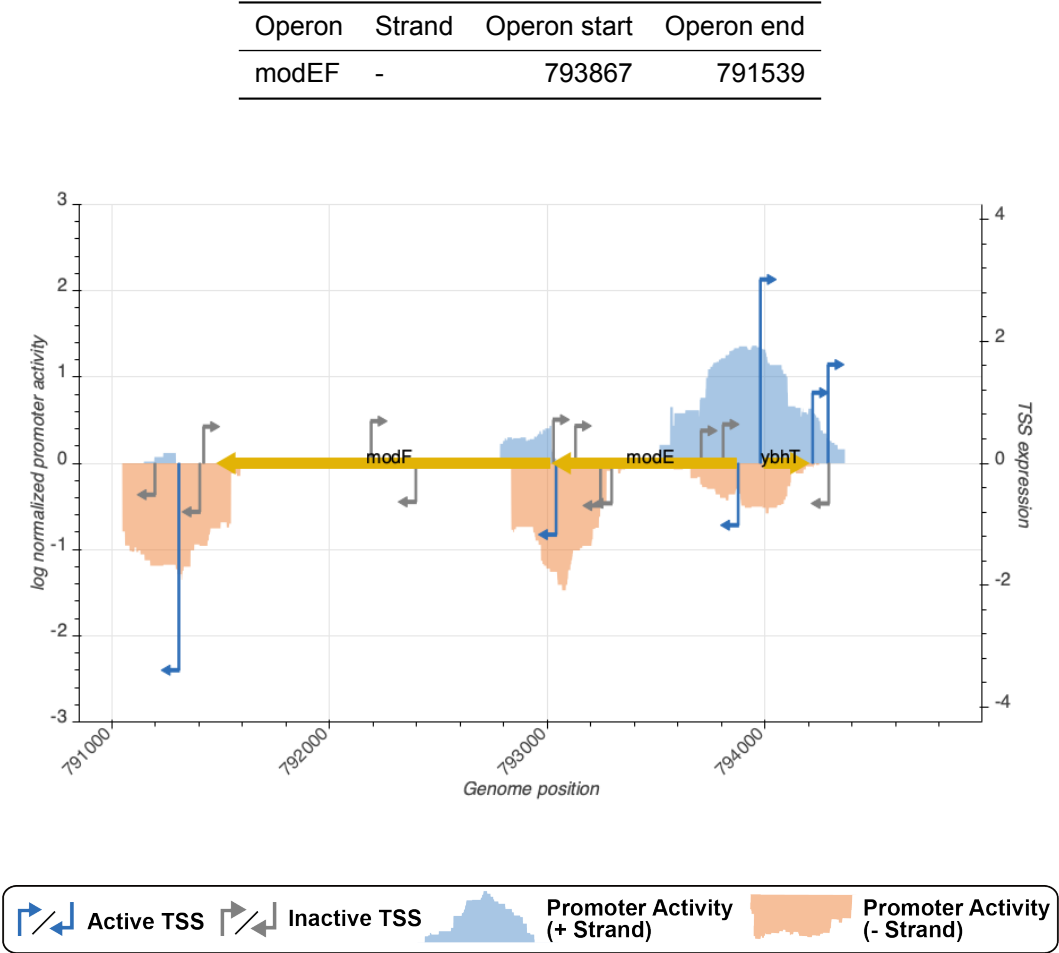 Operon Strand Operon start Operon end
modEF - 793867 791539
3
2
1
0
-1
-2
-3
log normalized promoter activity
4
2
0
-2
-4
TSS expression
modF modE ybhT
791000 792000 793000 794000
Genome position
Active TSS Inactive TSS Promoter Activity (+ Strand) Promoter Activity (- Strand)